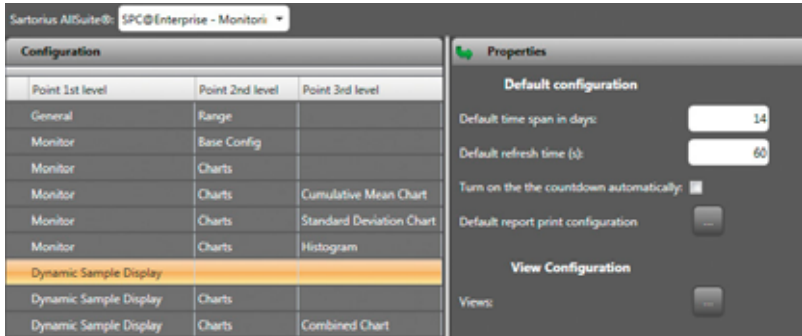 Sartorius AllSuite®: SPC@Enterprise - Monitori
Configuration
Point 1st level Point 2nd level Point 3rd level
General Range
Monitor Base Config
Monitor Charts
Monitor Charts Cumulative Mean Chart
Monitor Charts Standard Deviation Chart
Monitor Charts Histogram
Dynamic Sample Display
Dynamic Sample Display Charts
Dynamic Sample Display Charts Combined Chart
Properties
Default configuration
Default time span in days: 14
Default refresh time (s): 60
Turn on the the countdown automatically:
Default report print configuration ...
View Configuration
Views: ...